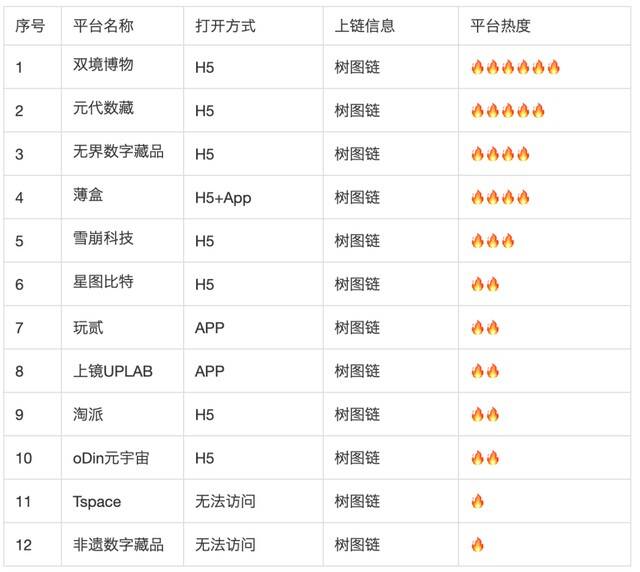 序号 平台名称 打开方式 上链信息 平台热度
1 双境博物 H5 树图链 🔥🔥🔥🔥🔥🔥
2 元代数藏 H5 树图链 🔥🔥🔥🔥🔥
3 无界数字藏品 H5 树图链 🔥🔥🔥🔥
4 薄盒 H5+App 树图链 🔥🔥🔥🔥
5 雪崩科技 H5 树图链 🔥🔥🔥
6 星图比特 H5 树图链 🔥🔥
7 玩贰 APP 树图链 🔥🔥
8 上镜UPLAB APP 树图链 🔥🔥
9 淘派 H5 树图链 🔥🔥
10 oDin元宇宙 H5 树图链 🔥🔥
11 Tspace 无法访问 树图链 🔥
12 非遗数字藏品 无法访问 树图链 🔥